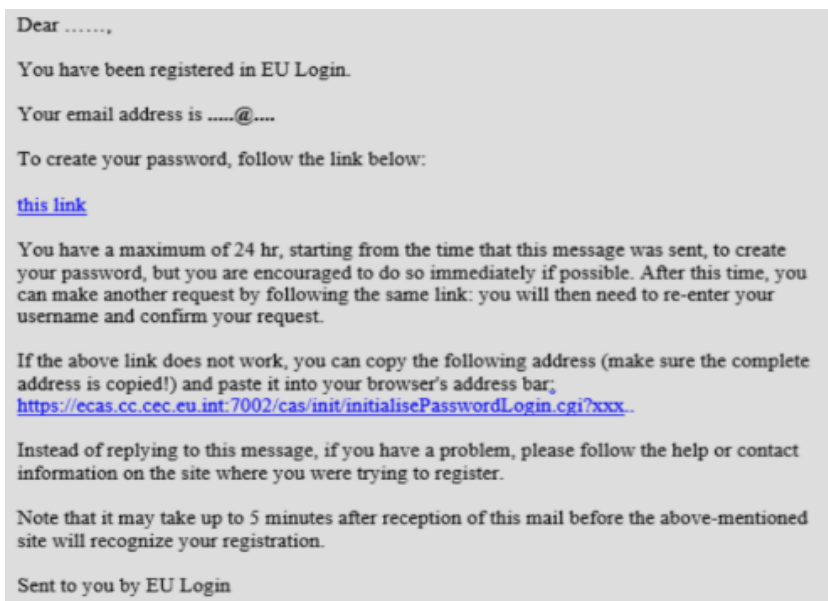 Dear ……,
You have been registered in EU Login.
Your email address is .....@....
To create your password, follow the link below:
this link
You have a maximum of 24 hr, starting from the time that this message was sent, to create
your password, but you are encouraged to do so immediately if possible. After this time, you
can make another request by following the same link: you will then need to re-enter your
username and confirm your request.
If the above link does not work, you can copy the following address (make sure the complete
address is copied!) and paste it into your browser's address bar:
https://ecas.cc.cec.eu.int:7002/cas/init/initialisePasswordLogin.cgi?xxx..
Instead of replying to this message, if you have a problem, please follow the help or contact
information on the site where you were trying to register.
Note that it may take up to 5 minutes after reception of this mail before the above-mentioned
site will recognize your registration.
Sent to you by EU Login